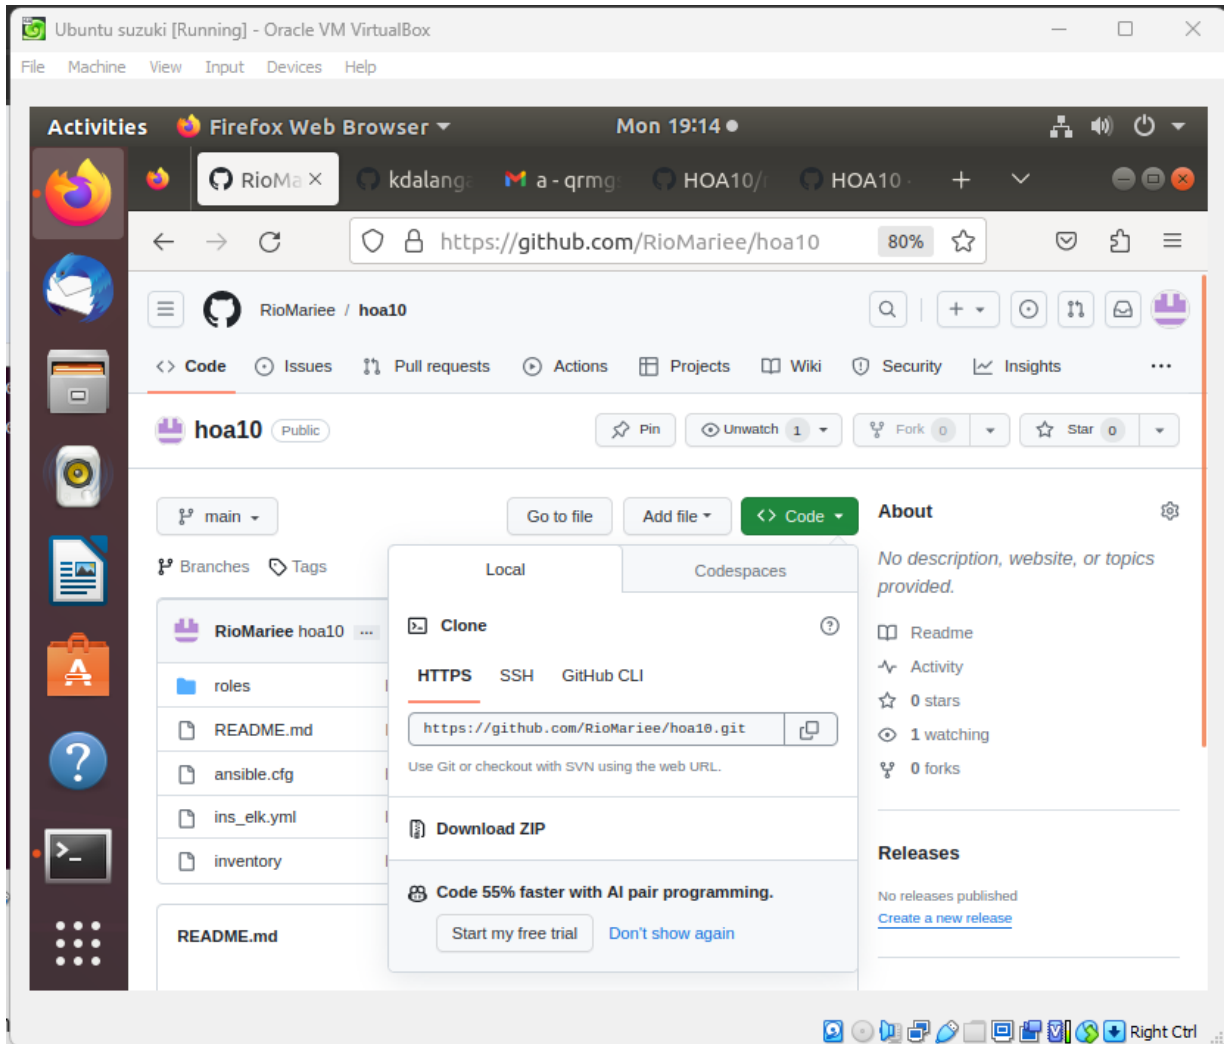 Ubuntu suzuki [Running] - Oracle VM VirtualBox
File Machine View Input Devices Help
Activities Firefox Web Browser Mon 19:14
RioMa kdalang a - qrmg HOA10/ HOA10
https://github.com/RioMariee/hoa10 80%
RioMariee / hoa10
Code Issues Pull requests Actions Projects Wiki Security Insights
hoa10 Public Pin Unwatch 1 Fork 0 Star 0
main Go to file Add file Code
Branches Tags
RioMariee hoa10
roles
README.md
ansible.cfg
ins_elk.yml
inventory
README.md
Local Codespaces
Clone
HTTPS SSH GitHub CLI
https://github.com/RioMariee/hoa10.git
Use Git or checkout with SVN using the web URL.
Download ZIP
Code 55% faster with AI pair programming.
Start my free trial Don't show again
About
No description, website, or topics
provided.
Readme
Activity
0 stars
1 watching
0 forks
Releases
No releases published
Create a new release
Right Ctrl